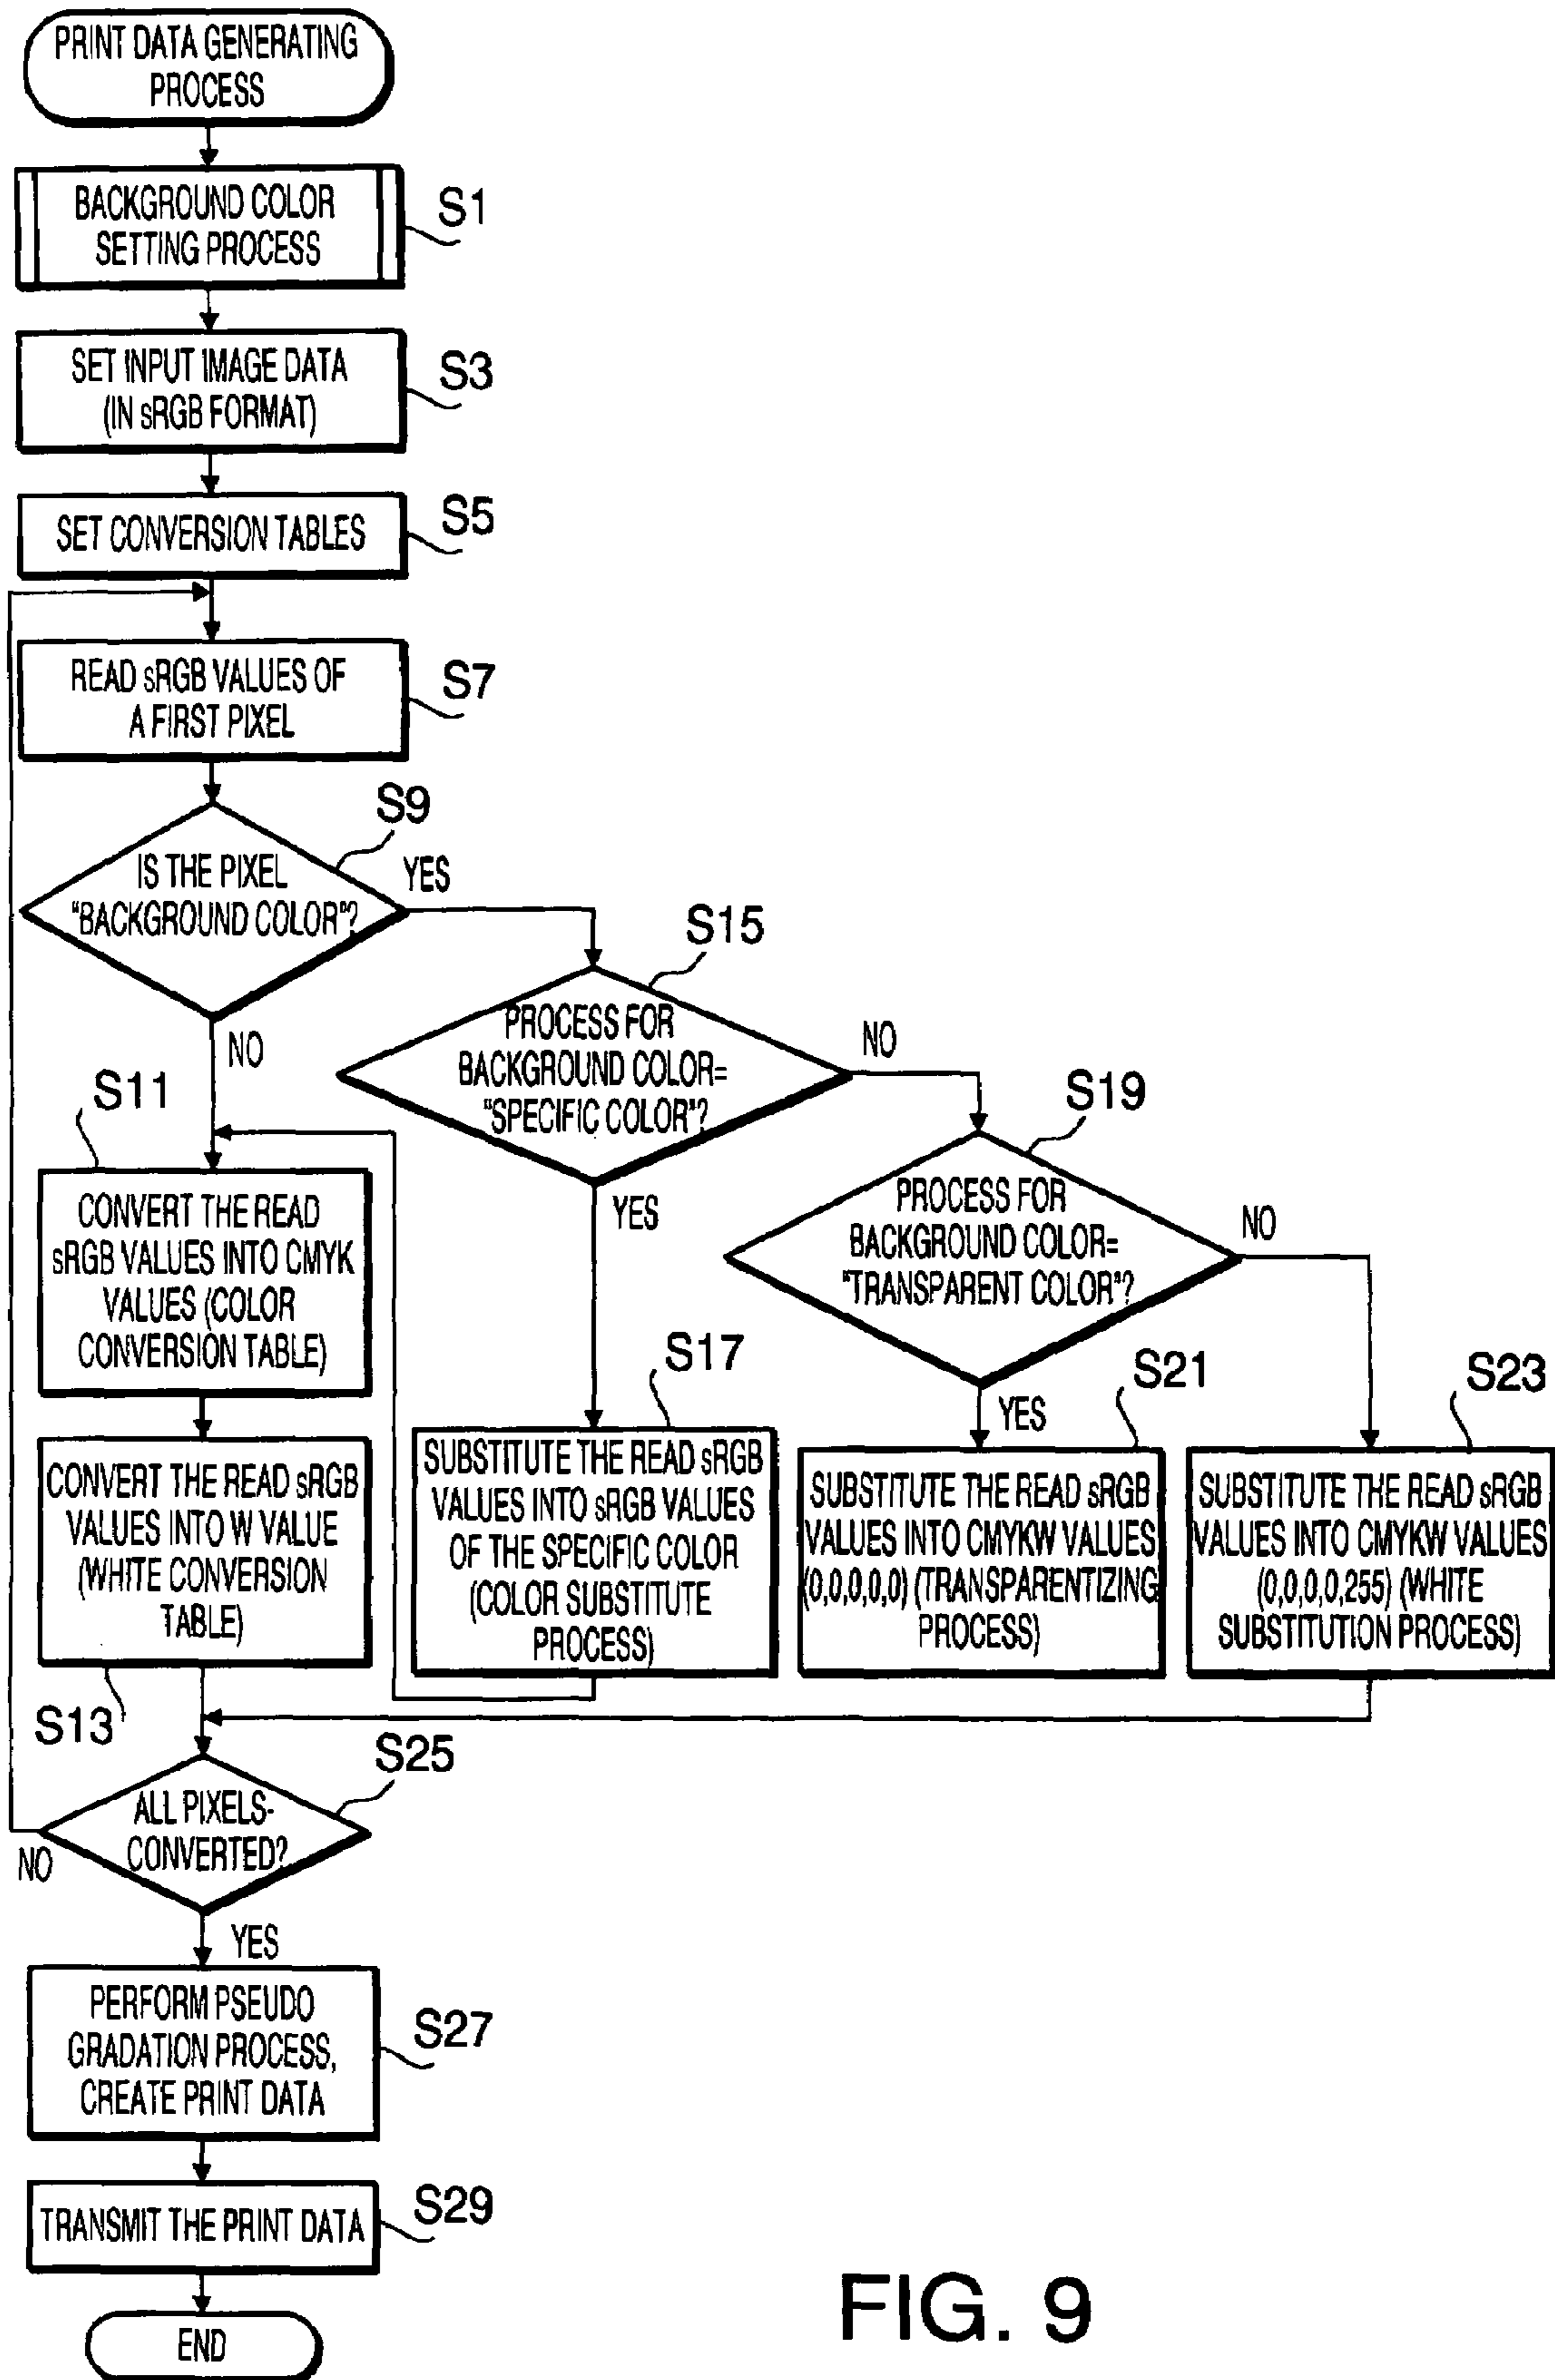 PRINT DATA GENERATING
PROCESS
BACKGROUND COLOR
SETTING PROCESS
S1
SET INPUT IMAGE DATA
(IN sRGB FORMAT)
S3
SET CONVERSION TABLES
S5
READ sRGB VALUES OF
A FIRST PIXEL
S7
S9
IS THE PIXEL
"BACKGROUND COLOR"?
YES
NO
S15
PROCESS FOR
BACKGROUND COLOR=
"SPECIFIC COLOR"?
NO
YES
S19
PROCESS FOR
BACKGROUND COLOR=
"TRANSPARENT COLOR"?
NO
YES
S11
CONVERT THE READ
sRGB VALUES INTO CMYK
VALUES (COLOR
CONVERSION TABLE)
CONVERT THE READ sRGB
VALUES INTO W VALUE
(WHITE CONVERSION
TABLE)
S13
S17
SUBSTITUTE THE READ sRGB
VALUES INTO sRGB VALUES
OF THE SPECIFIC COLOR
(COLOR SUBSTITUTE
PROCESS)
S21
SUBSTITUTE THE READ sRGB
VALUES INTO CMYKW VALUES
(0,0,0,0,0) (TRANSPARENTIZING
PROCESS)
S23
SUBSTITUTE THE READ sRGB
VALUES INTO CMYKW VALUES
(0,0,0,0,255) (WHITE
SUBSTITUTION PROCESS)
S25
ALL PIXELS-
CONVERTED?
NO
YES
PERFORM PSEUDO
GRADATION PROCESS,
CREATE PRINT DATA
S27
TRANSMIT THE PRINT DATA
S29
END
FIG. 9